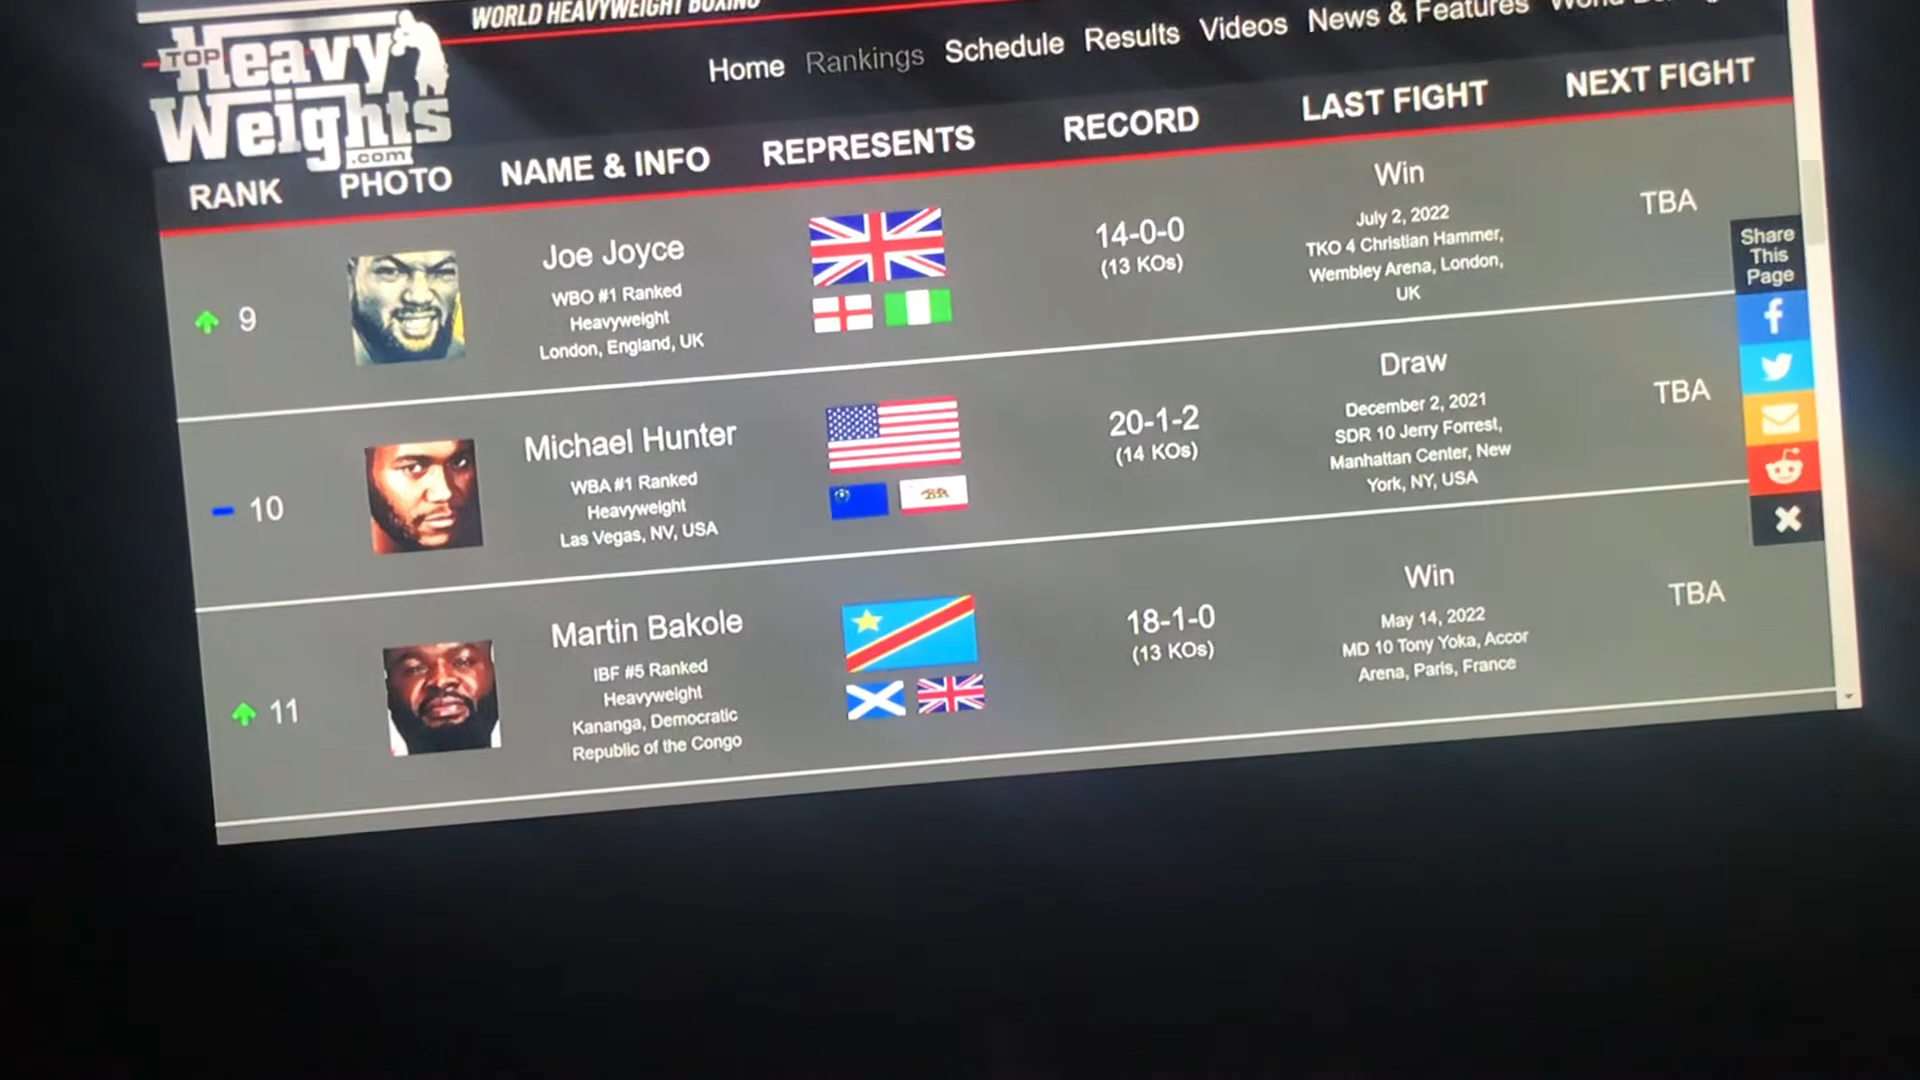 WORLD HEAVYWEIGHT BOXING
TOP
Heavy
Weights
.com
Home Rankings Schedule Results Videos News & Features
RANK PHOTO NAME & INFO REPRESENTS RECORD LAST FIGHT NEXT FIGHT
9
Joe Joyce
WBO #1 Ranked
Heavyweight
London, England, UK
14-0-0
(13 KOs)
Win
July 2, 2022
TKO 4 Christian Hammer,
Wembley Arena, London,
UK
TBA
10
Michael Hunter
WBA #1 Ranked
Heavyweight
Las Vegas, NV, USA
20-1-2
(14 KOs)
Draw
December 2, 2021
SDR 10 Jerry Forrest,
Manhattan Center, New
York, NY, USA
TBA
11
Martin Bakole
IBF #5 Ranked
Heavyweight
Kananga, Democratic
Republic of the Congo
18-1-0
(13 KOs)
Win
May 14, 2022
MD 10 Tony Yoka, Accor
Arena, Paris, France
TBA
Share
This
Page